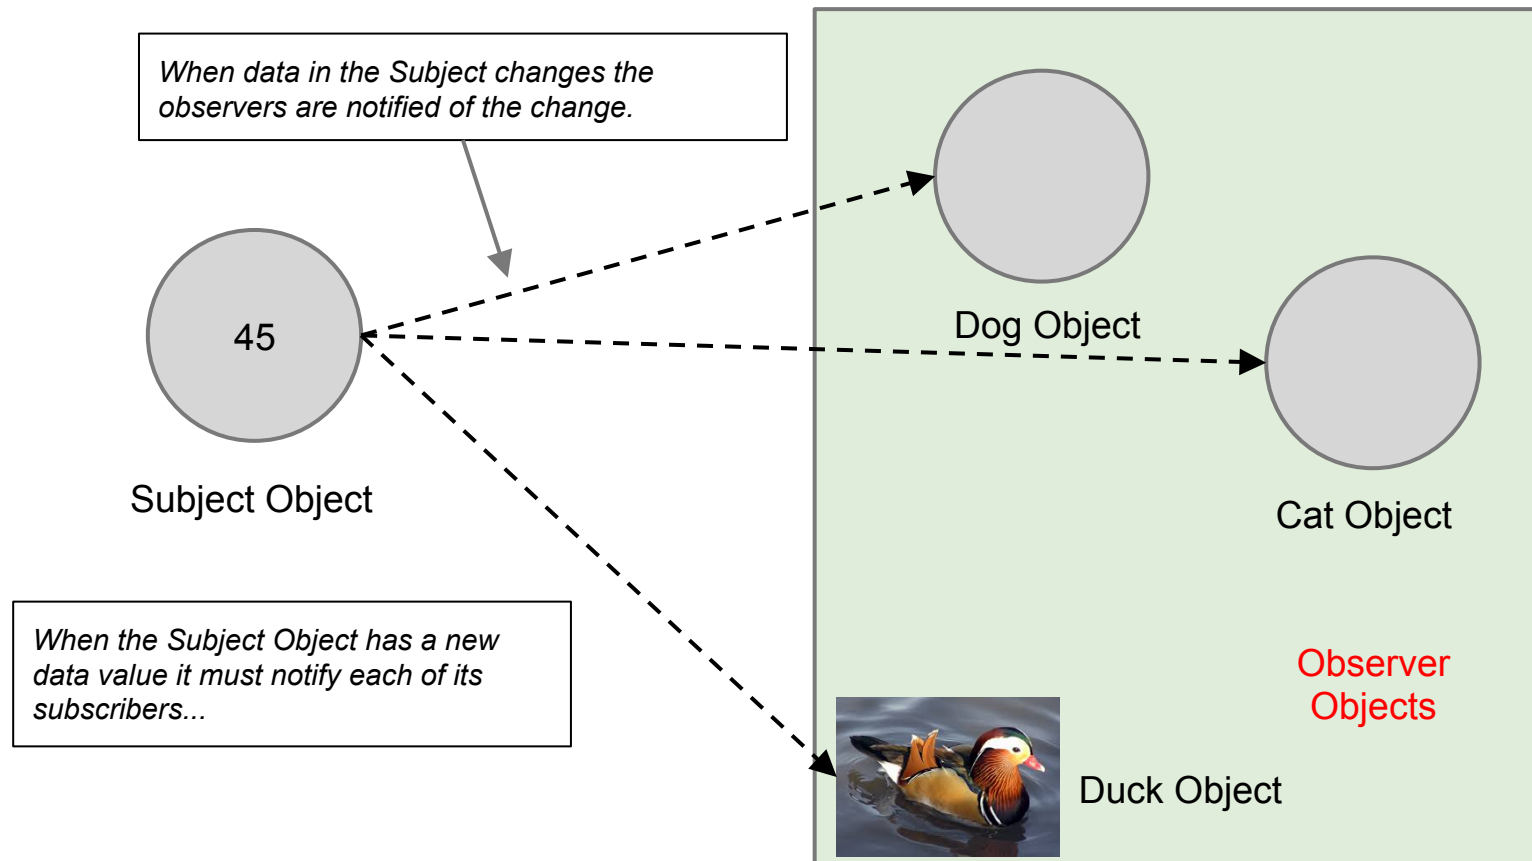 When data in the Subject changes the
observers are notified of the change.
45
Subject Object
Dog Object
Cat Object
When the Subject Object has a new
data value it must notify each of its
subscribers...
Observer
Objects
Duck Object